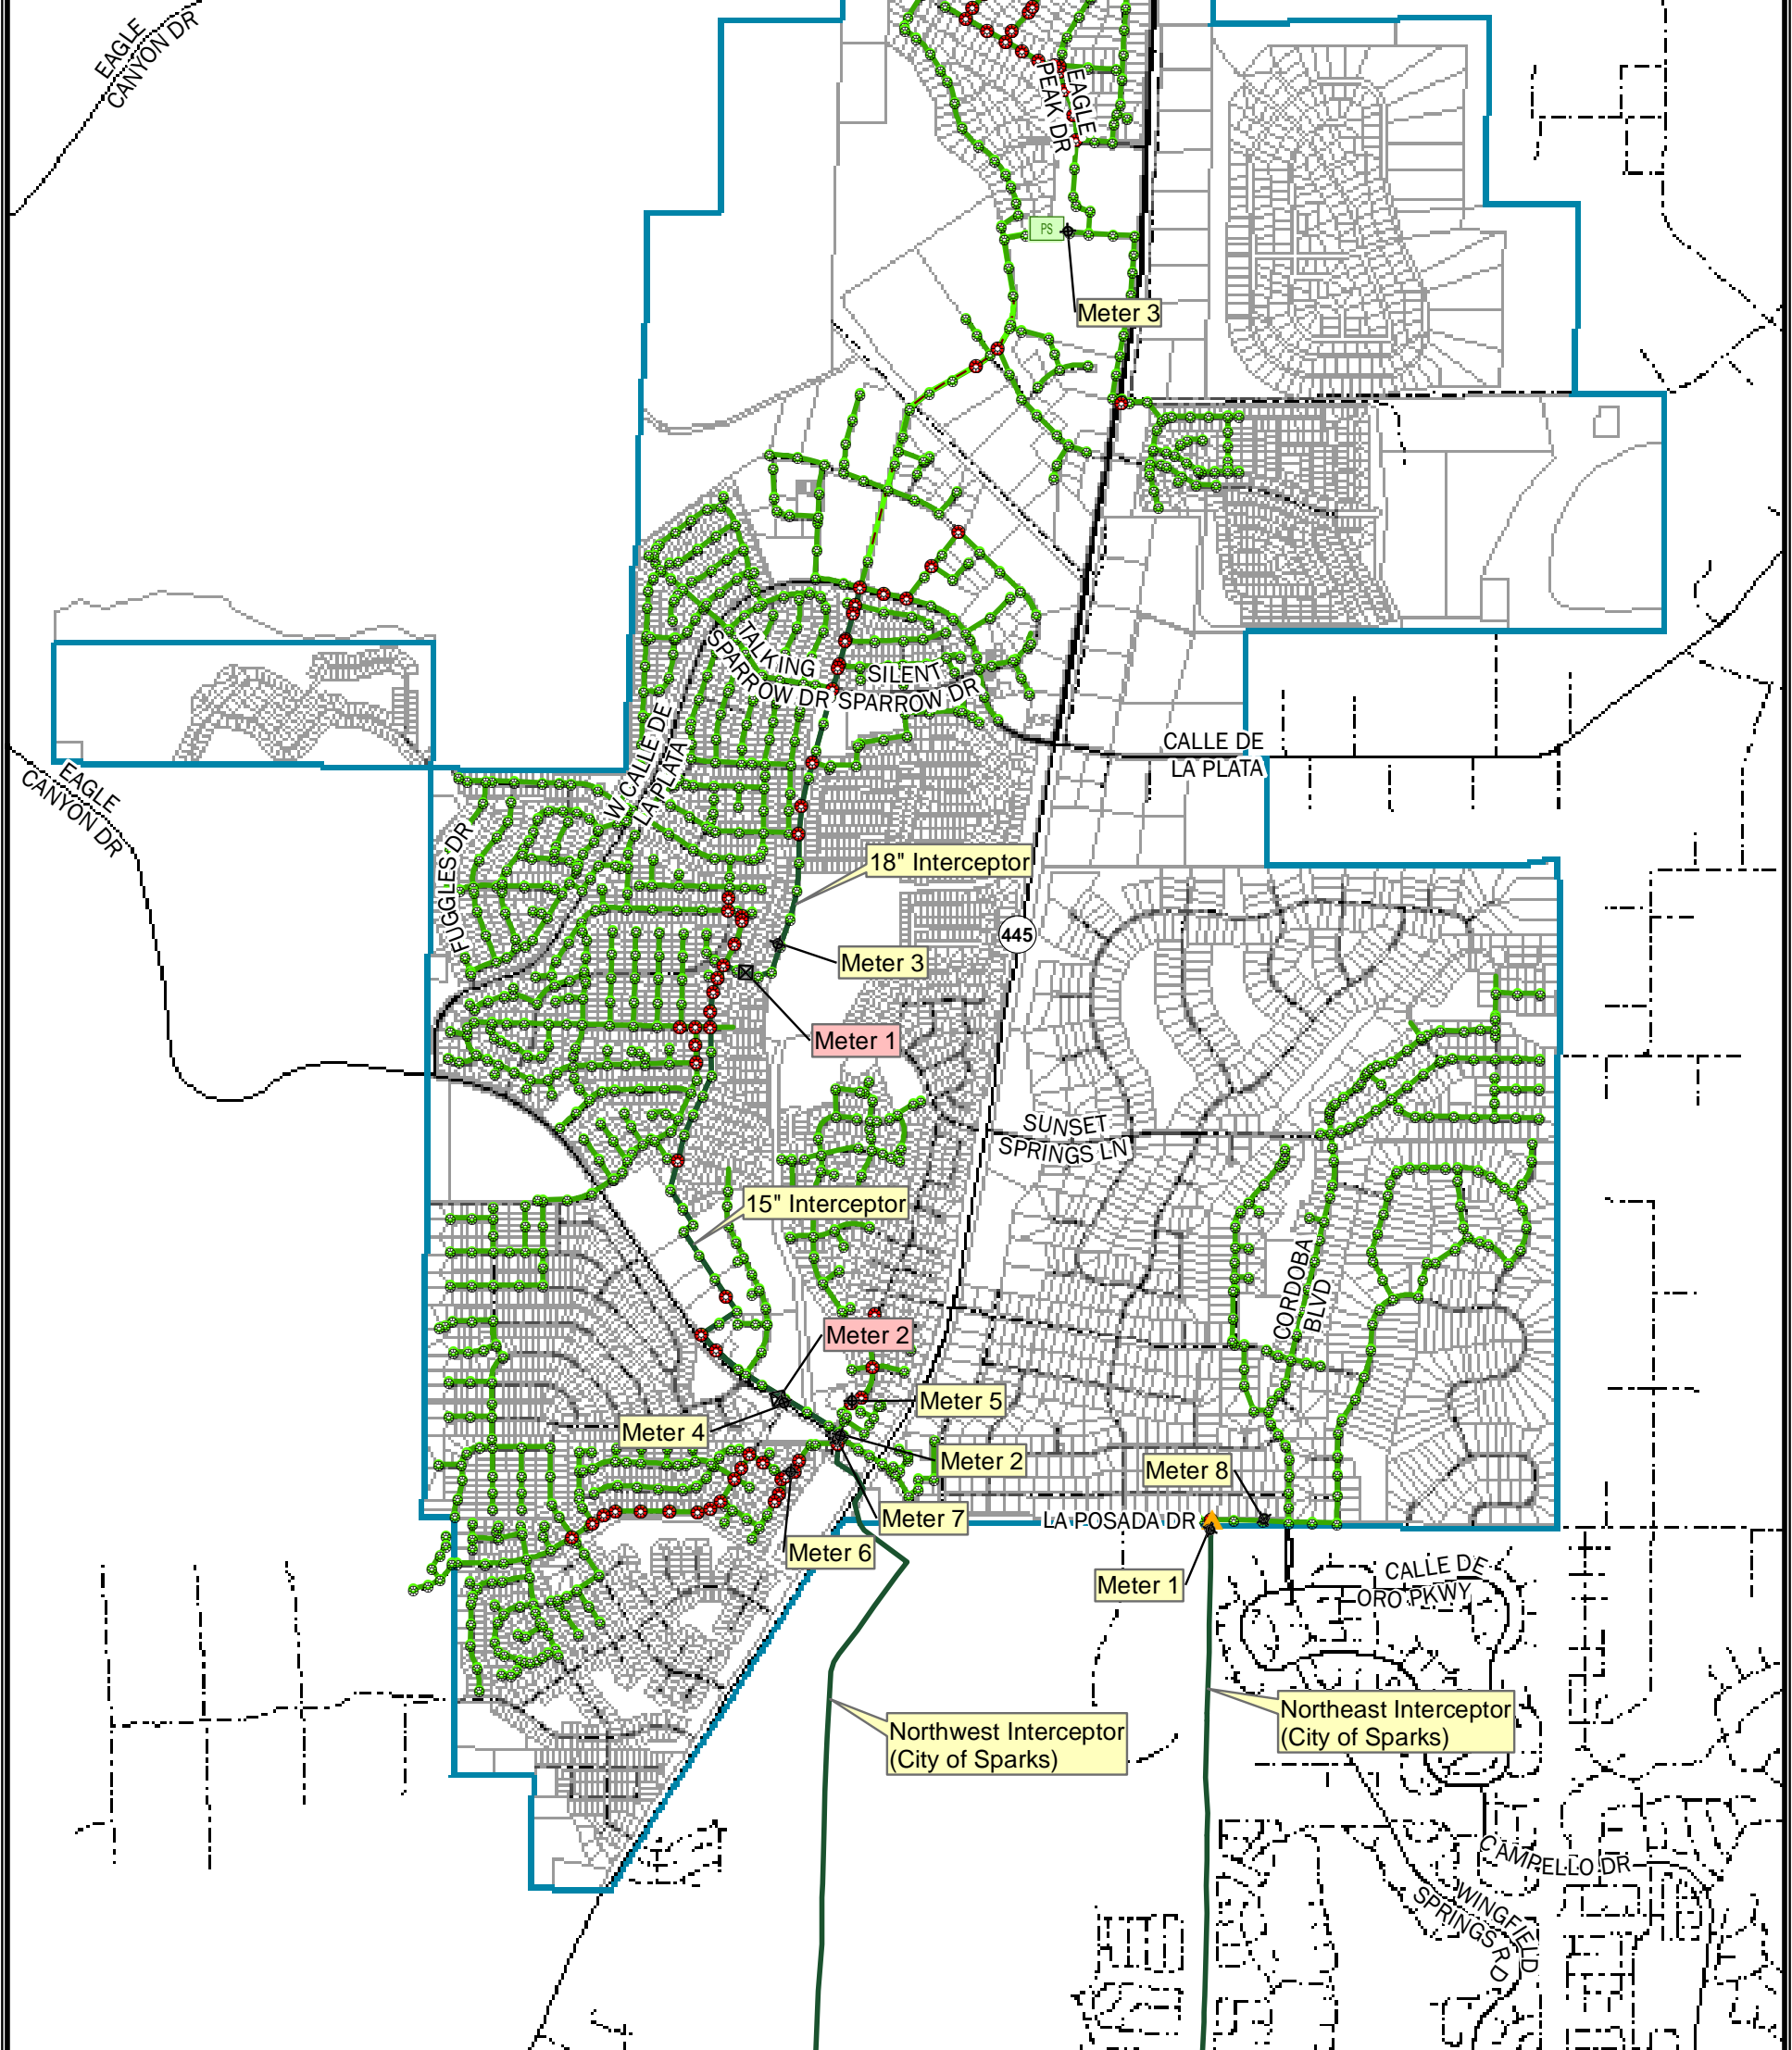 EAGLE
CANYON DR
EAGLE
PEAK DR
PS
Meter 3
TALKING
SPARROW DR
SILENT
SPARROW DR
W CALLE DE
LA PLATA
CALLE DE
LA PLATA
EAGLE
CANYON DR
FUGGLES DR
18" Interceptor
445
Meter 3
Meter 1
SUNSET
SPRINGS LN
15" Interceptor
CORDOBA
BLVD
Meter 2
Meter 5
Meter 4
Meter 2
Meter 8
Meter 7
LA POSADA DR
Meter 6
Meter 1
CALLE DE
ORO PKWY
Northwest Interceptor
(City of Sparks)
Northeast Interceptor
(City of Sparks)
CAMPELLO DR
WINGFIELD
SPRINGS RD